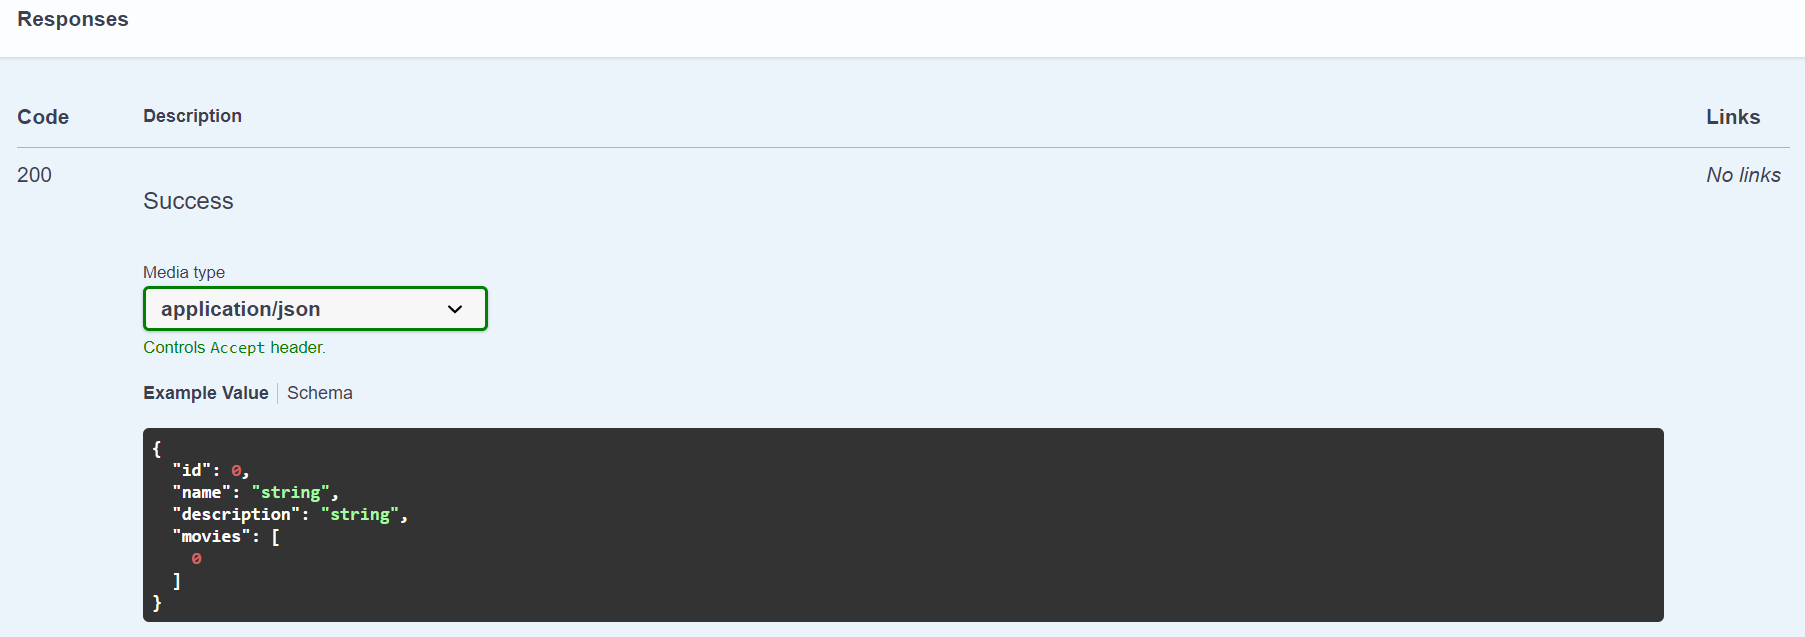 Responses
Code Description Links
200 No links
Success
Media type
application/json
Controls Accept header.
Example Value Schema
{
  "id": 0,
  "name": "string",
  "description": "string",
  "movies": [
    0
  ]
}